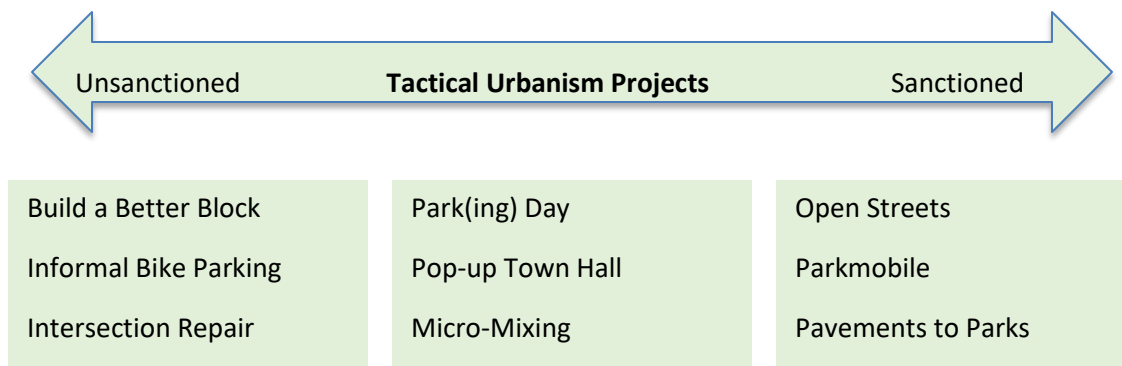 Unsanctioned Tactical Urbanism Projects Sanctioned
Build a Better Block
Informal Bike Parking
Intersection Repair
Park(ing) Day
Pop-up Town Hall
Micro-Mixing
Open Streets
Parkmobile
Pavements to Parks